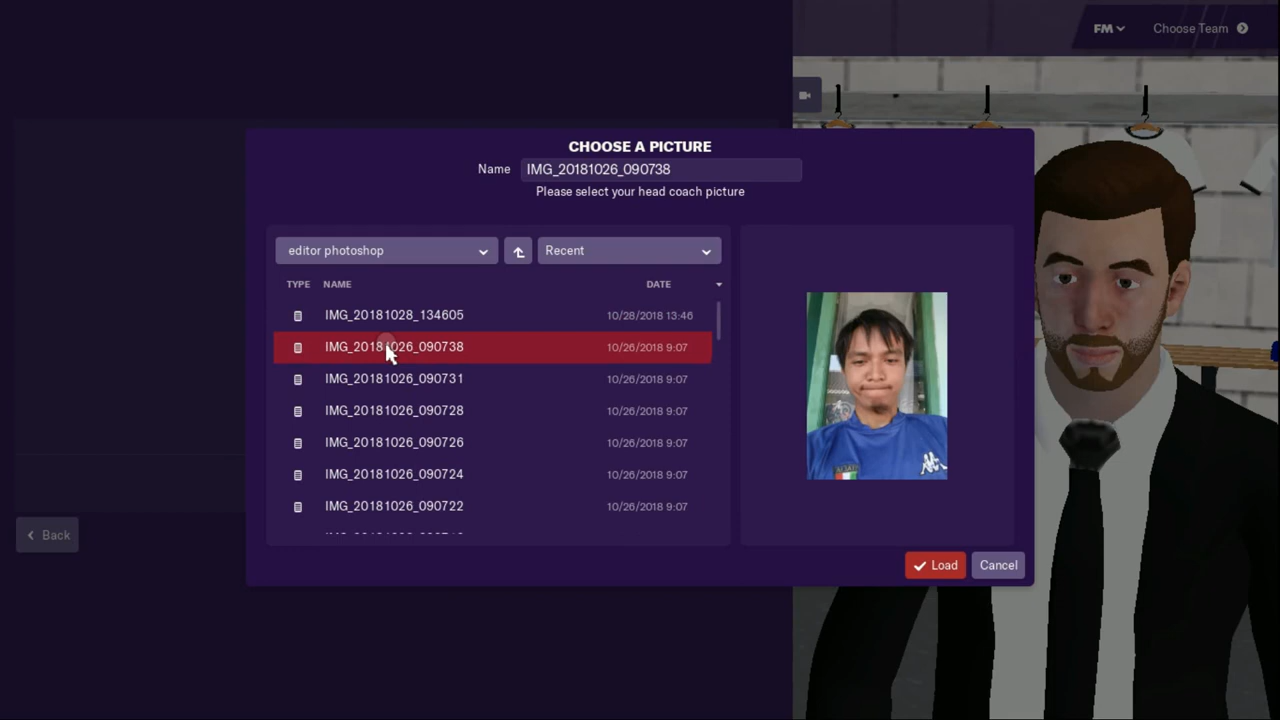 FM
Choose Team
CHOOSE A PICTURE
Name IMG_20181026_090738
Please select your head coach picture
editor photoshop
Recent
TYPE NAME DATE
IMG_20181028_134605 10/28/2018 13:46
IMG_20181026_090738 10/26/2018 9:07
IMG_20181026_090731 10/26/2018 9:07
IMG_20181026_090728 10/26/2018 9:07
IMG_20181026_090726 10/26/2018 9:07
IMG_20181026_090724 10/26/2018 9:07
IMG_20181026_090722 10/26/2018 9:07
Back
Load
Cancel